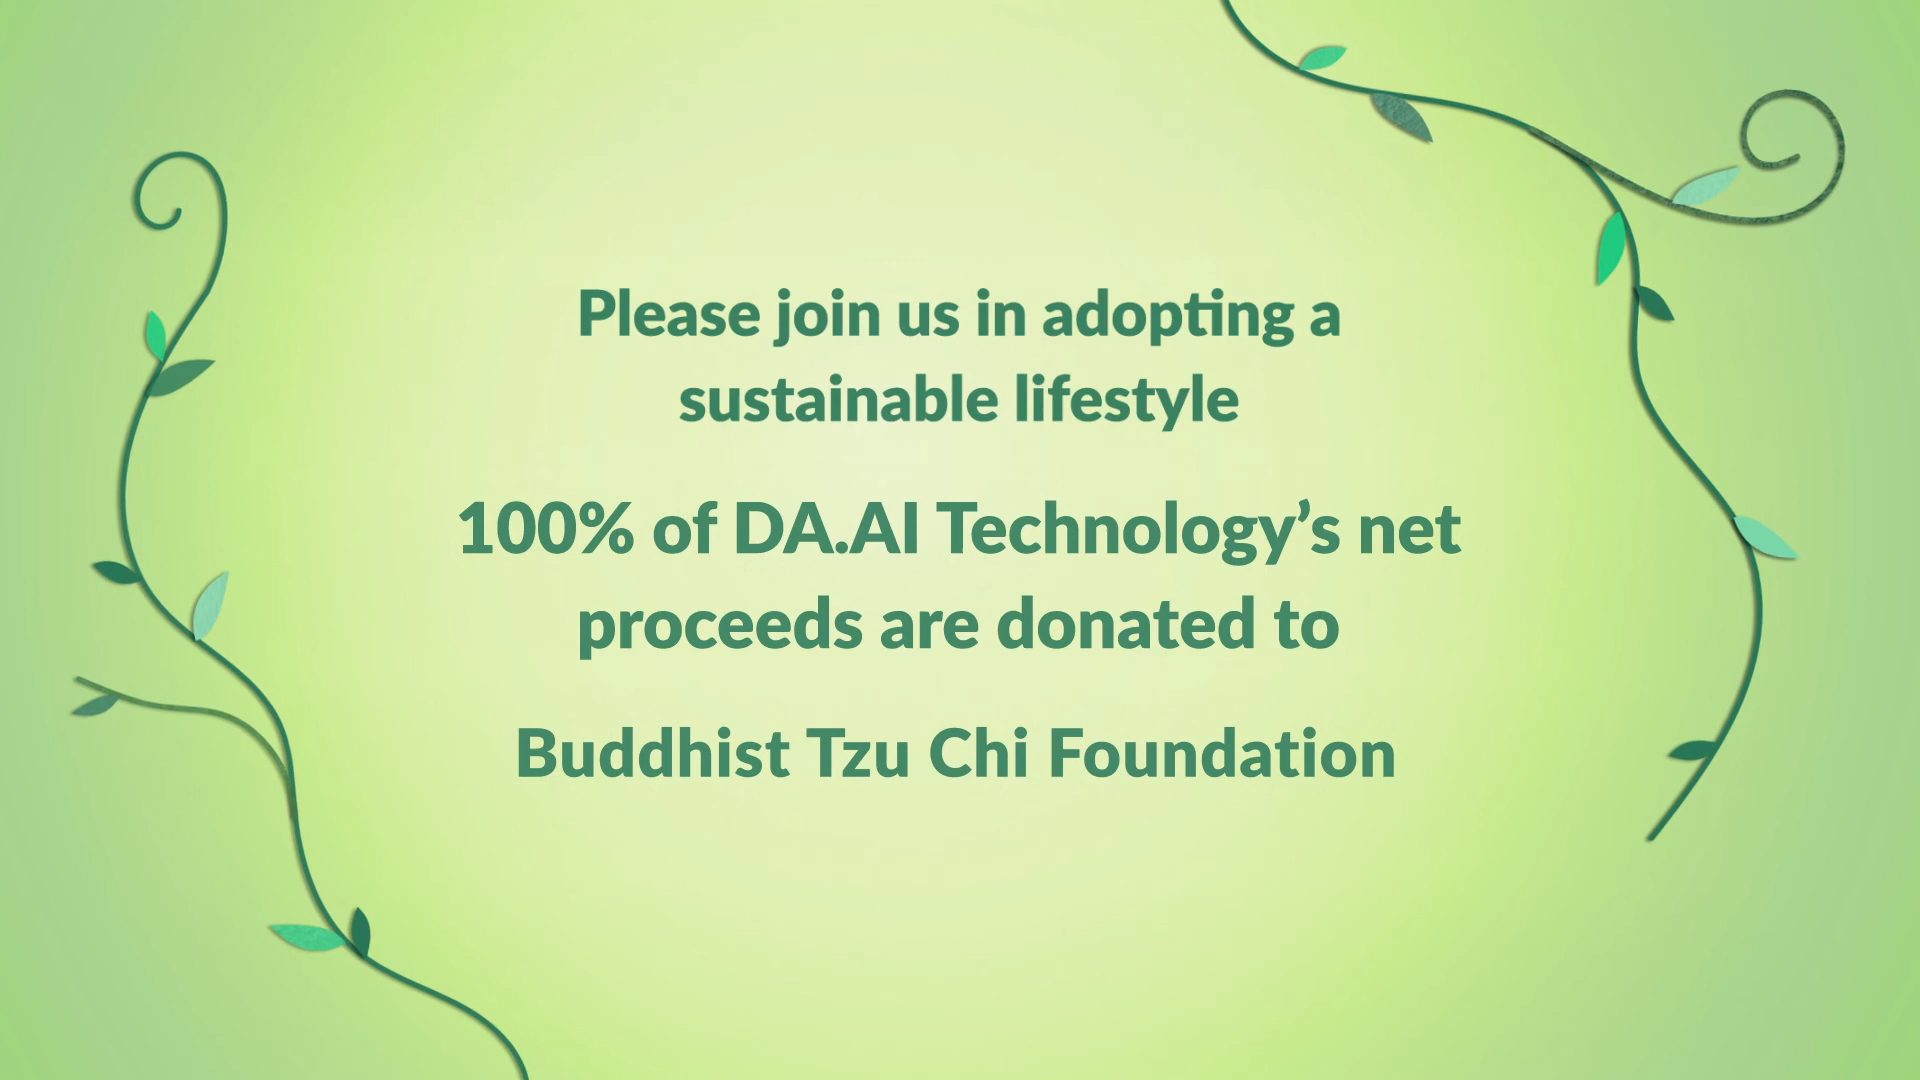 Please join us in adopting a
sustainable lifestyle
100% of DA.AI Technology’s net
proceeds are donated to
Buddhist Tzu Chi Foundation